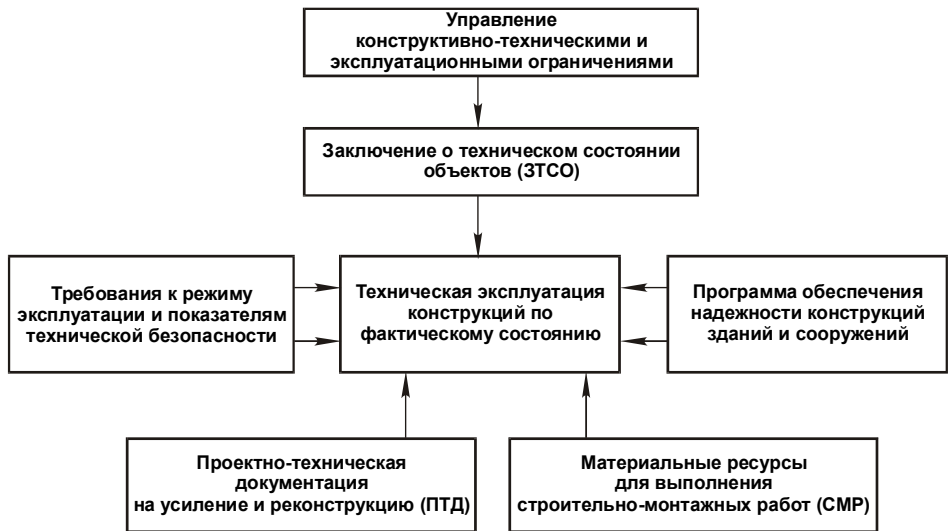 Управление
конструктивно-техническими и
эксплуатационными ограничениями
Заключение о техническом состоянии
объектов (ЗТСО)
Требования к режиму
эксплуатации и показателям
технической безопасности
Техническая эксплуатация
конструкций по
фактическому состоянию
Программа обеспечения
надежности конструкций
зданий и сооружений
Проектно-техническая
документация
на усиление и реконструкцию (ПТД)
Материальные ресурсы
для выполнения
строительно-монтажных работ (СМР)